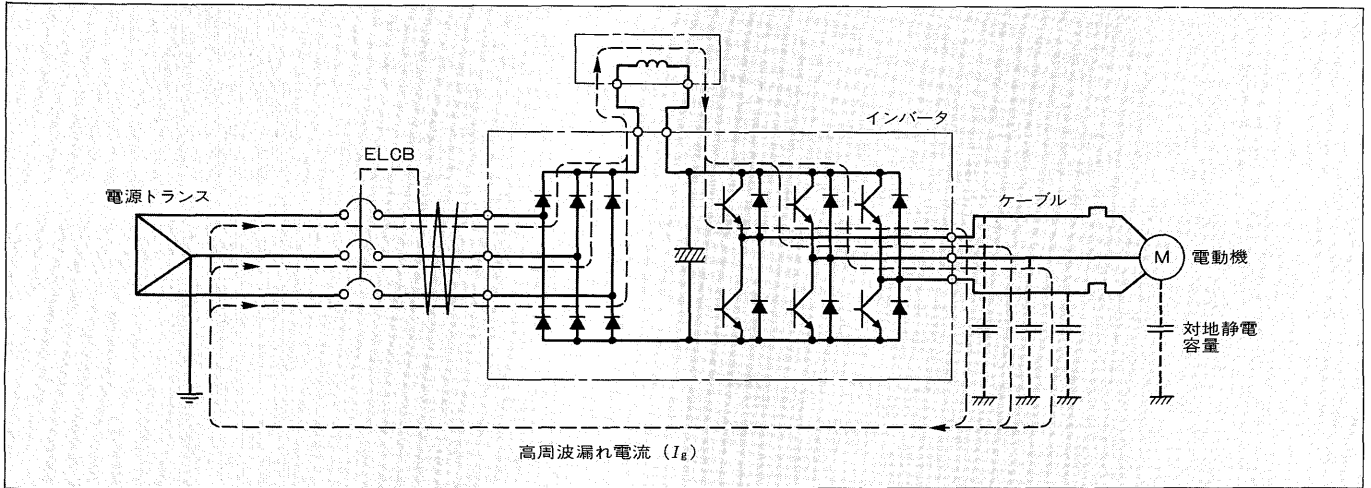 インバータ
ELCB
電源トランス
ケーブル
M
電動機
対地静電
容量
高周波漏れ電流 (Ig)